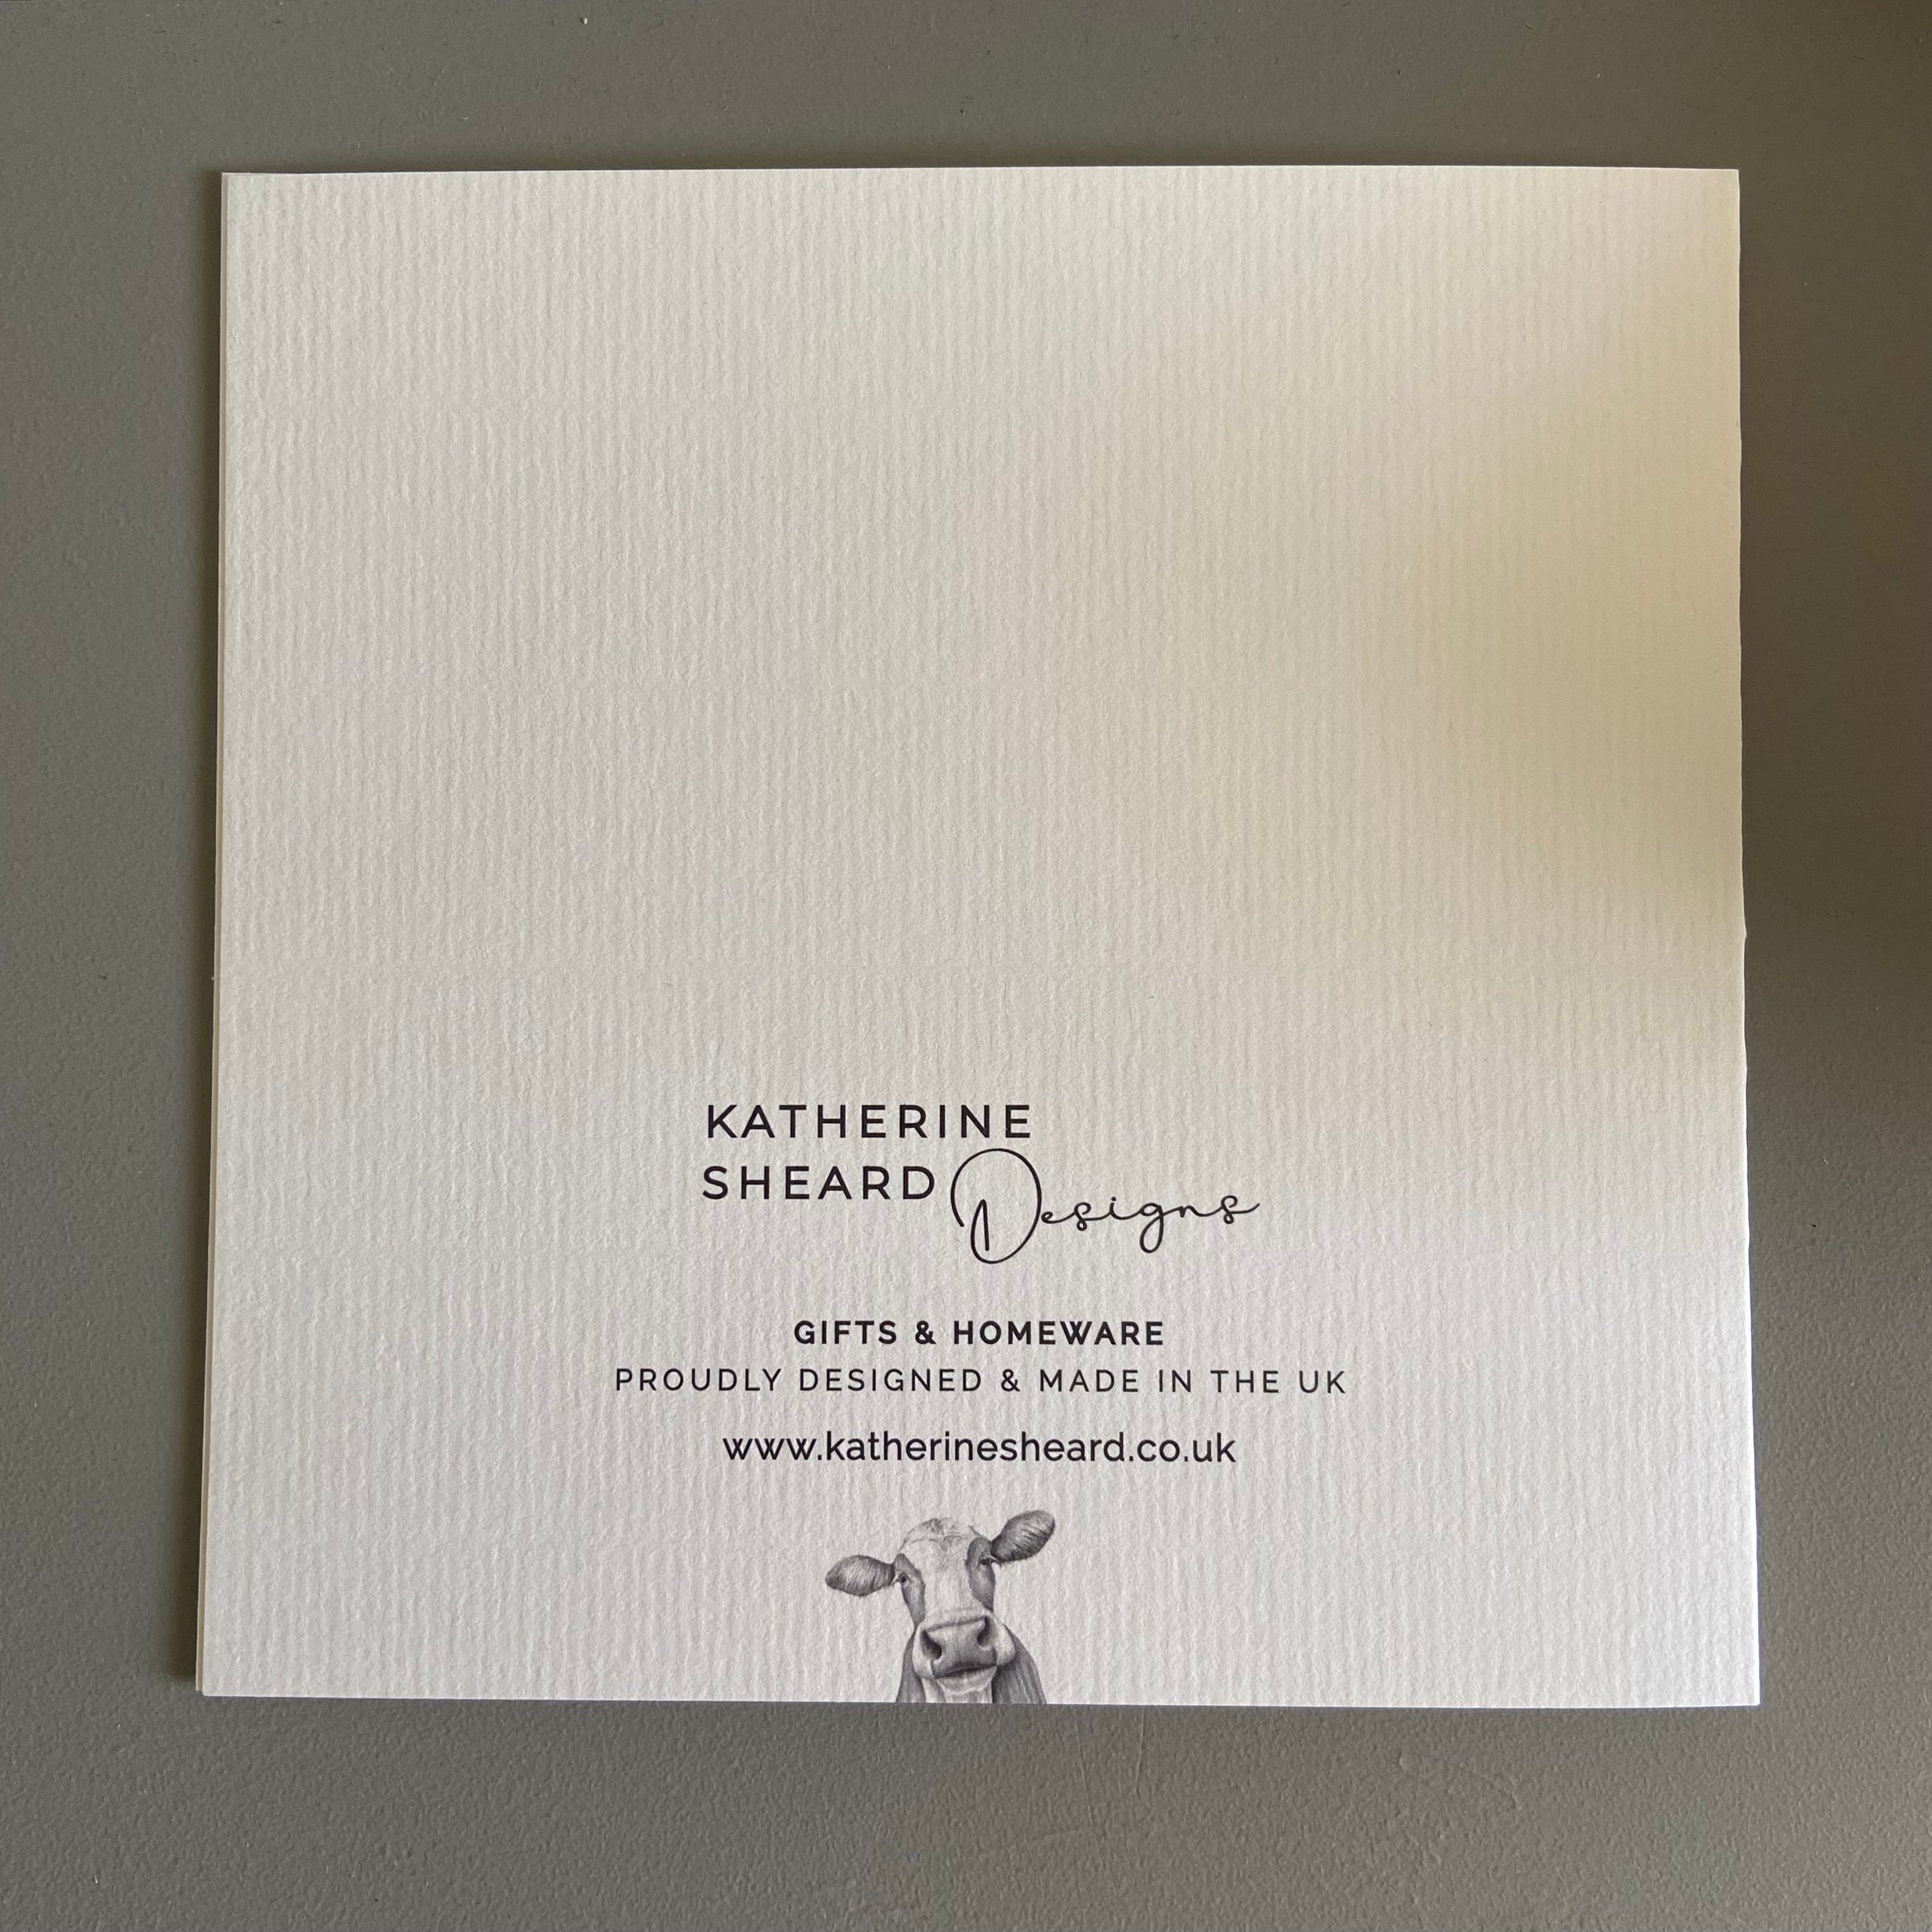 KATHERINE
SHEARD Designs
GIFTS & HOMEWARE
PROUDLY DESIGNED & MADE IN THE UK
www.katherinesheard.co.uk